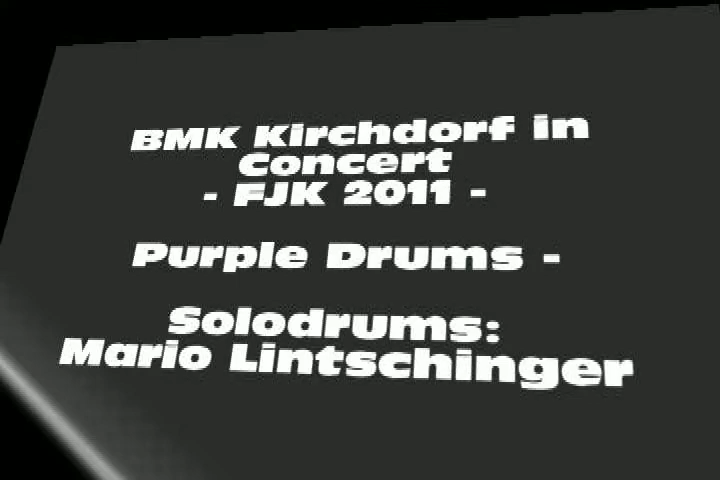 BMK Kirchdorf in
Concert
- FJK 2011 -
Purple Drums -
Solodrums:
Mario Lintschinger